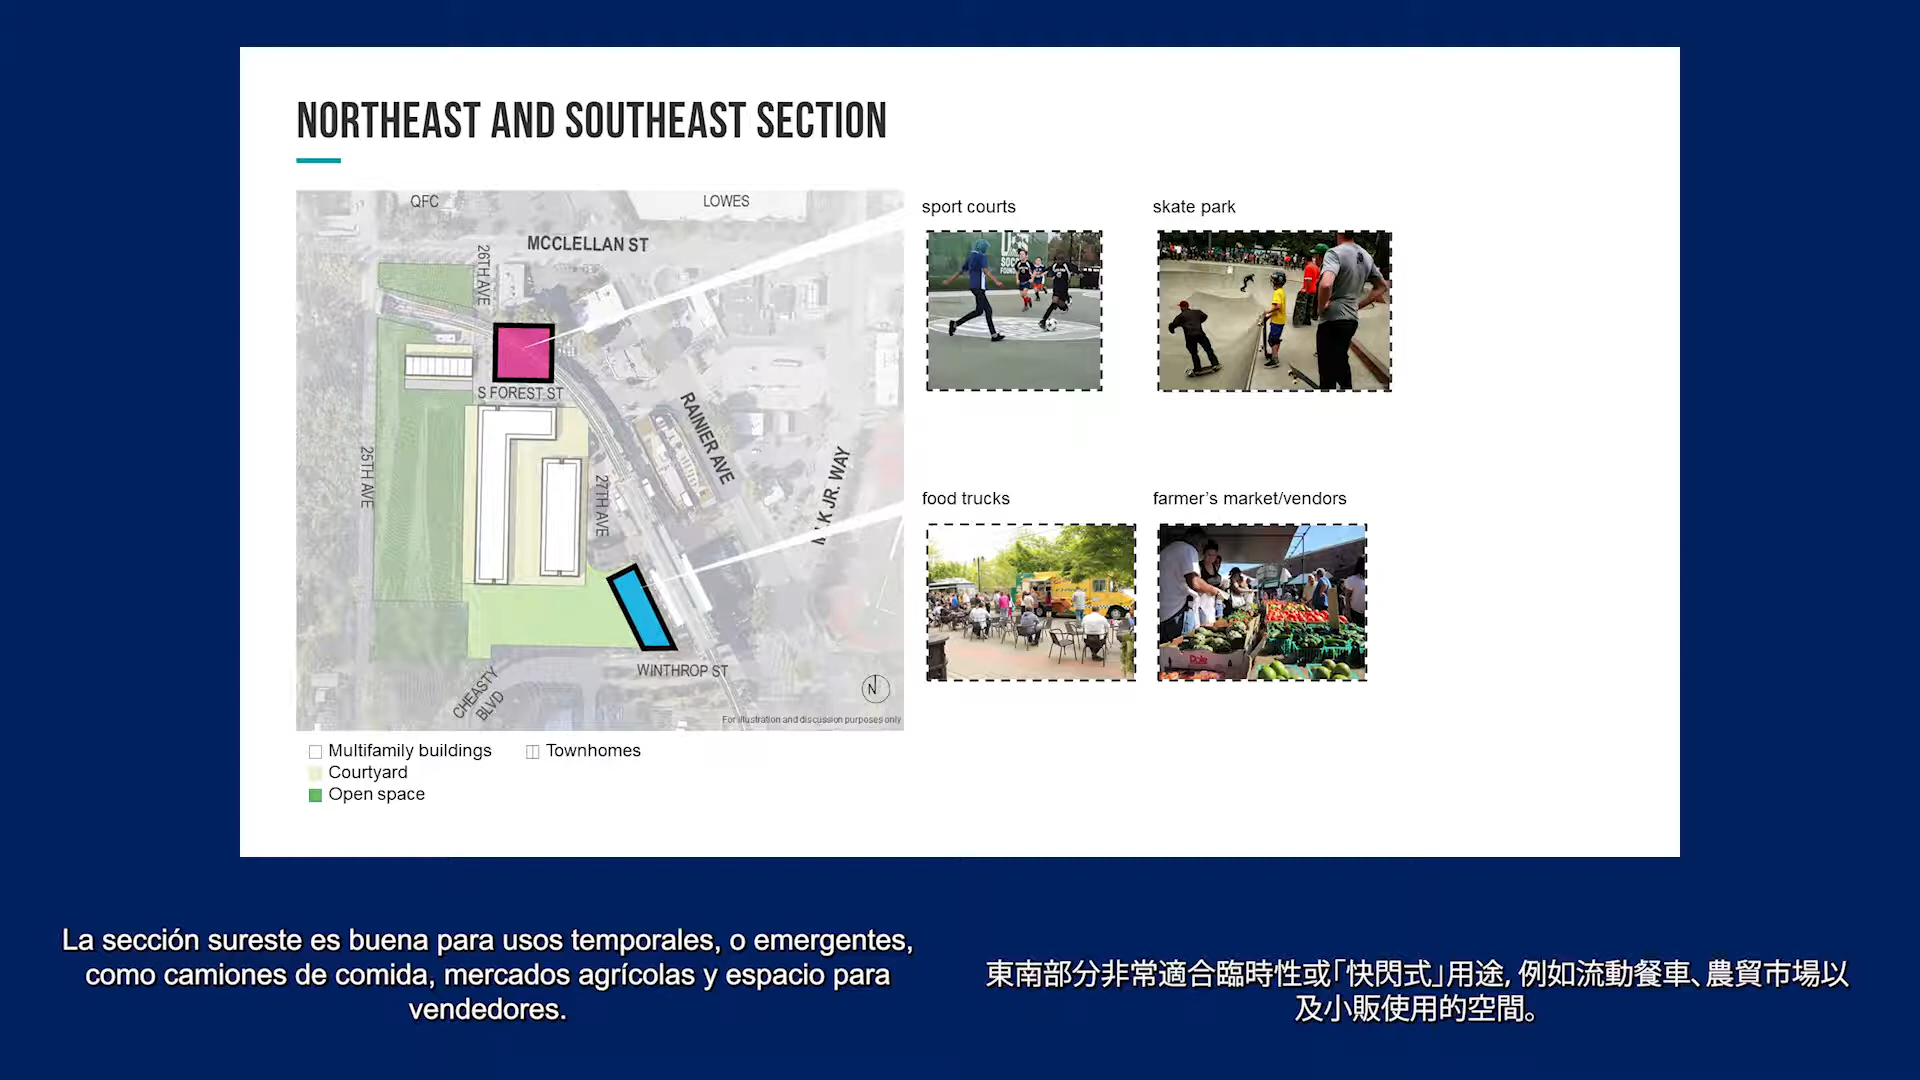 NORTHEAST AND SOUTHEAST SECTION
QFC
LOWES
MCCLELLAN ST
26TH AVE
S FOREST ST
RAINIER AVE
25TH AVE
27TH AVE
K JR. WAY
WINTHROP ST
CHEASTY
BLVD
N
For illustration and discussion purposes only
Multifamily buildings
Townhomes
Courtyard
Open space
sport courts
skate park
food trucks
farmer's market/vendors
Dole
La sección sureste es buena para usos temporales, o emergentes,
como camiones de comida, mercados agrícolas y espacio para
vendedores.
東南部分非常適合臨時性或「快閃式」用途, 例如流動餐車、農貿市場以
及小販使用的空間。